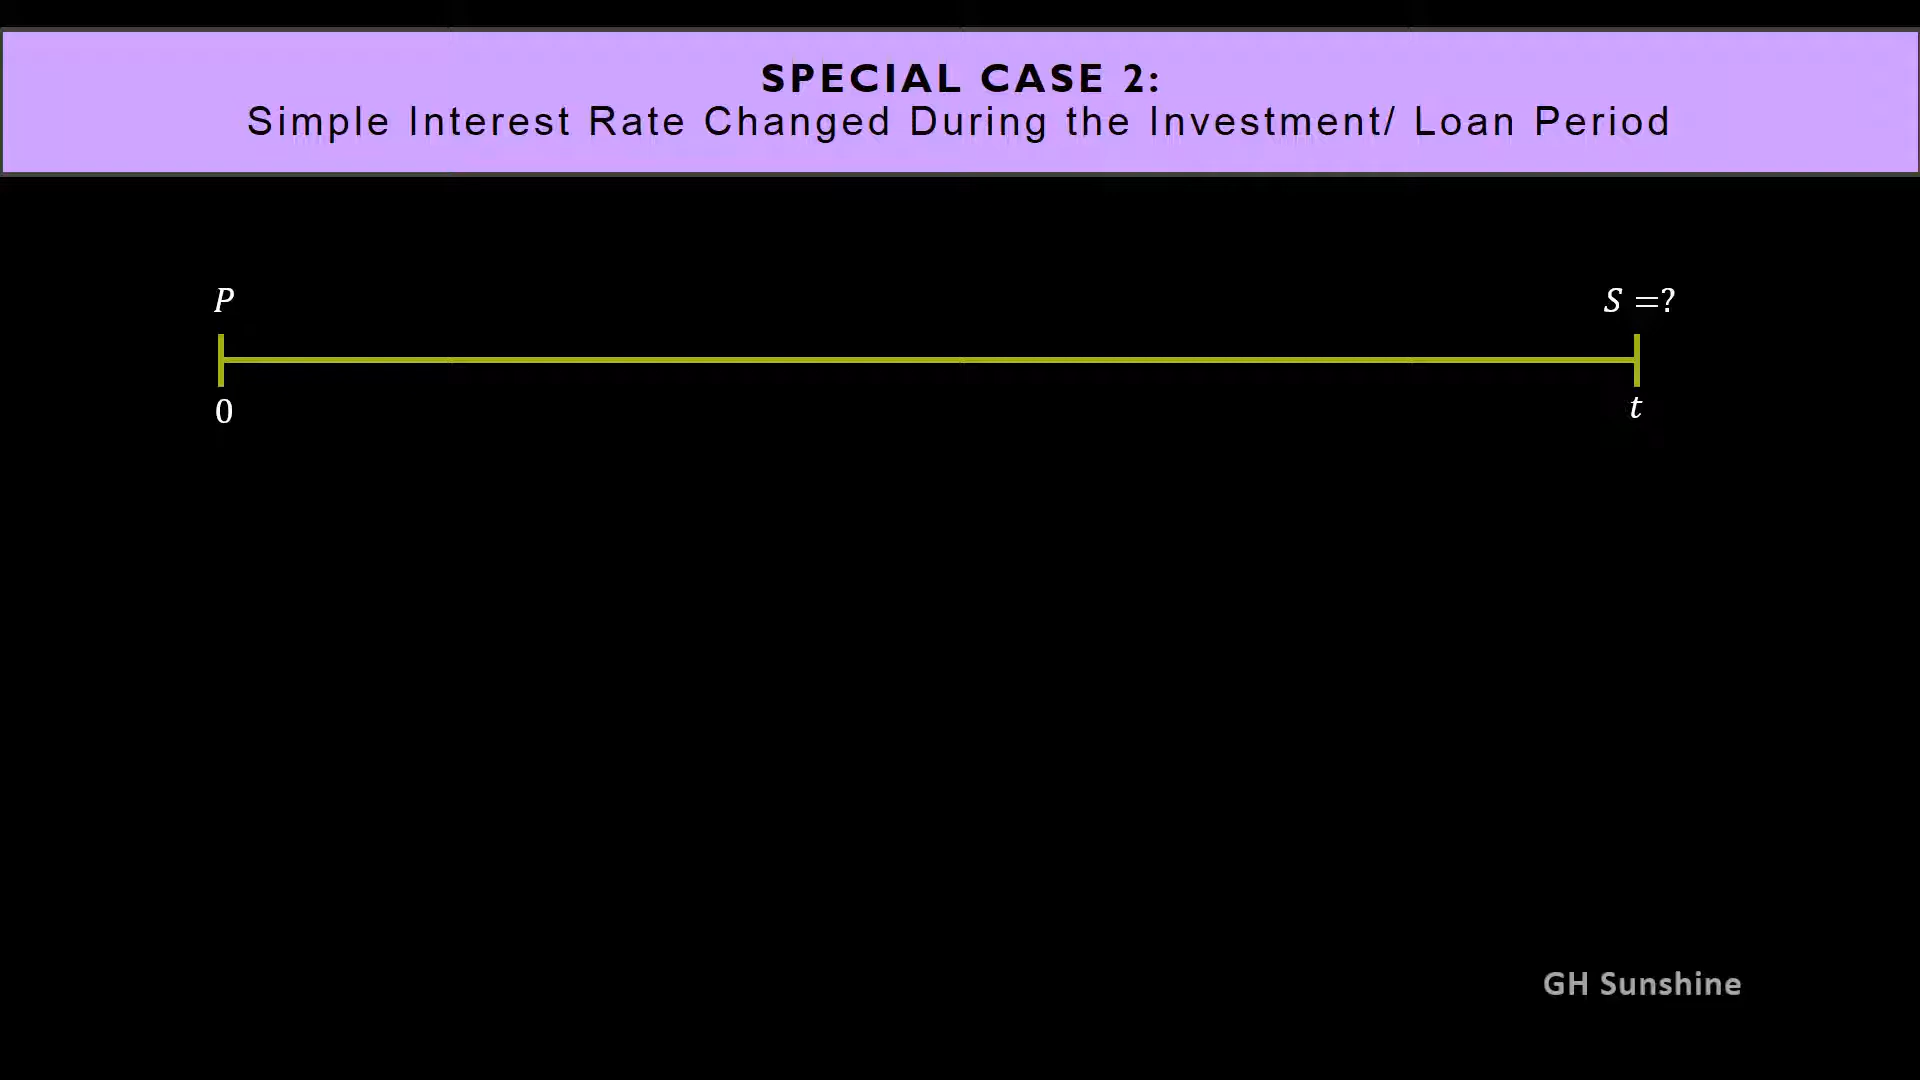 SPECIAL CASE 2:
Simple Interest Rate Changed During the Investment/ Loan Period
P
S =?
0
t
GH Sunshine